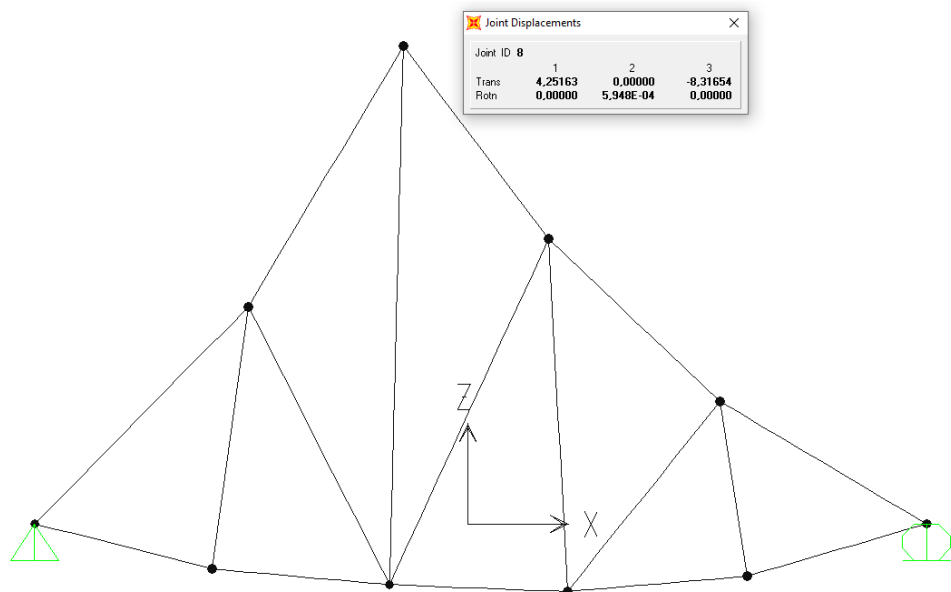 Joint Displacements
Joint ID 8
1 2 3
Trans 4,25163 0,00000 -8,31654
Rotn 0,00000 5,948E-04 0,00000
Z
X